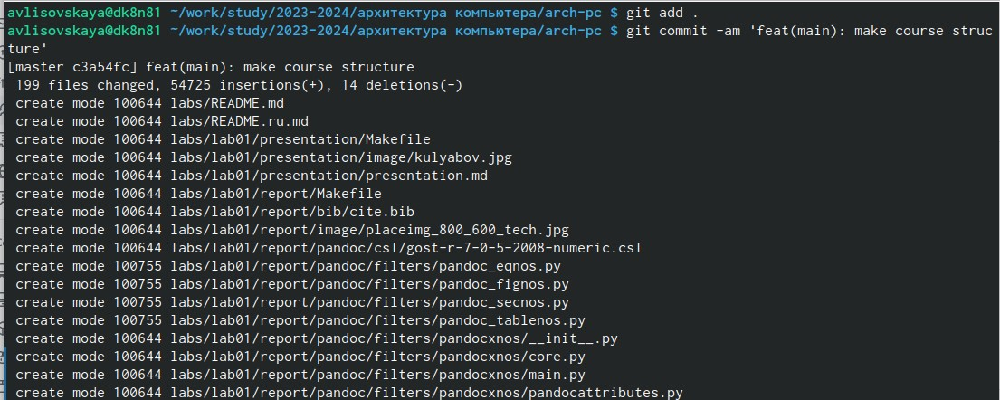 avlisovskaya@dk8n81 ~/work/study/2023-2024/архитектура компьютера/arch-pc $ git add .
avlisovskaya@dk8n81 ~/work/study/2023-2024/архитектура компьютера/arch-pc $ git commit -am 'feat(main): make course struc
ture'
[master c3a54fc] feat(main): make course structure
 199 files changed, 54725 insertions(+), 14 deletions(-)
 create mode 100644 labs/README.md
 create mode 100644 labs/README.ru.md
 create mode 100644 labs/lab01/presentation/Makefile
 create mode 100644 labs/lab01/presentation/image/kulyabov.jpg
 create mode 100644 labs/lab01/presentation/presentation.md
 create mode 100644 labs/lab01/report/Makefile
 create mode 100644 labs/lab01/report/bib/cite.bib
 create mode 100644 labs/lab01/report/image/placeimg_800_600_tech.jpg
 create mode 100644 labs/lab01/report/pandoc/csl/gost-r-7-0-5-2008-numeric.csl
 create mode 100755 labs/lab01/report/pandoc/filters/pandoc_eqnos.py
 create mode 100755 labs/lab01/report/pandoc/filters/pandoc_fignos.py
 create mode 100755 labs/lab01/report/pandoc/filters/pandoc_secnos.py
 create mode 100755 labs/lab01/report/pandoc/filters/pandoc_tablenos.py
 create mode 100644 labs/lab01/report/pandoc/filters/pandocxnos/__init__.py
 create mode 100644 labs/lab01/report/pandoc/filters/pandocxnos/core.py
 create mode 100644 labs/lab01/report/pandoc/filters/pandocxnos/main.py
 create mode 100644 labs/lab01/report/pandoc/filters/pandocxnos/pandocattributes.py